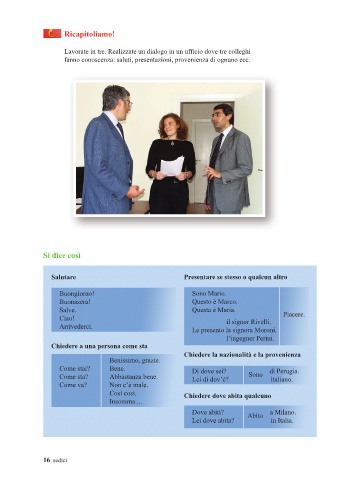 Ricapitoliamo!
Lavorate in tre. Realizzate un dialogo in un ufficio dove tre colleghi
fanno conoscenza: saluti, presentazioni, provenienza di ognuno ecc.
Si dice così
Salutare
Buongiorno!
Buonasera!
Salve.
Ciao!
Arrivederci.
Chiedere a una persona come sta
Come stai?
Come sta?
Come va?
Benissimo, grazie.
Bene.
Abbastanza bene.
Non c'è male.
Così così.
Insomma...
Presentare se stesso o qualcun altro
Sono Mario.
Questo è Marco.
Questa è Maria.
il signor Rivelli.
Le presento la signora Moroni.
l'ingegner Perini.
Piacere.
Chiedere la nazionalità e la provenienza
Di dove sei?
Lei di dov'è?
Sono
di Perugia.
italiano.
Chiedere dove abita qualcuno
Dove abiti?
Lei dove abita?
Abito
a Milano.
in Italia.
16 sedici